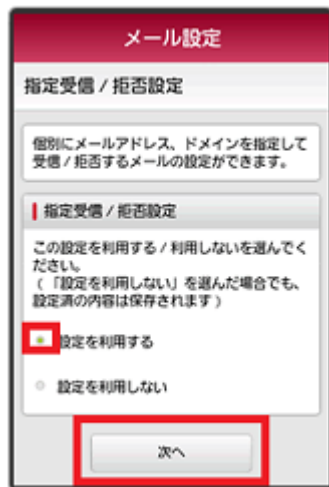 メール設定
指定受信 / 拒否設定
個別にメールアドレス、ドメインを指定して
受信 / 拒否するメールの設定ができます。
指定受信 / 拒否設定
この設定を利用する / 利用しないを選んでく
ださい。
(「設定を利用しない」を選んだ場合でも、
設定済の内容は保存されます)
設定を利用する
設定を利用しない
次へ